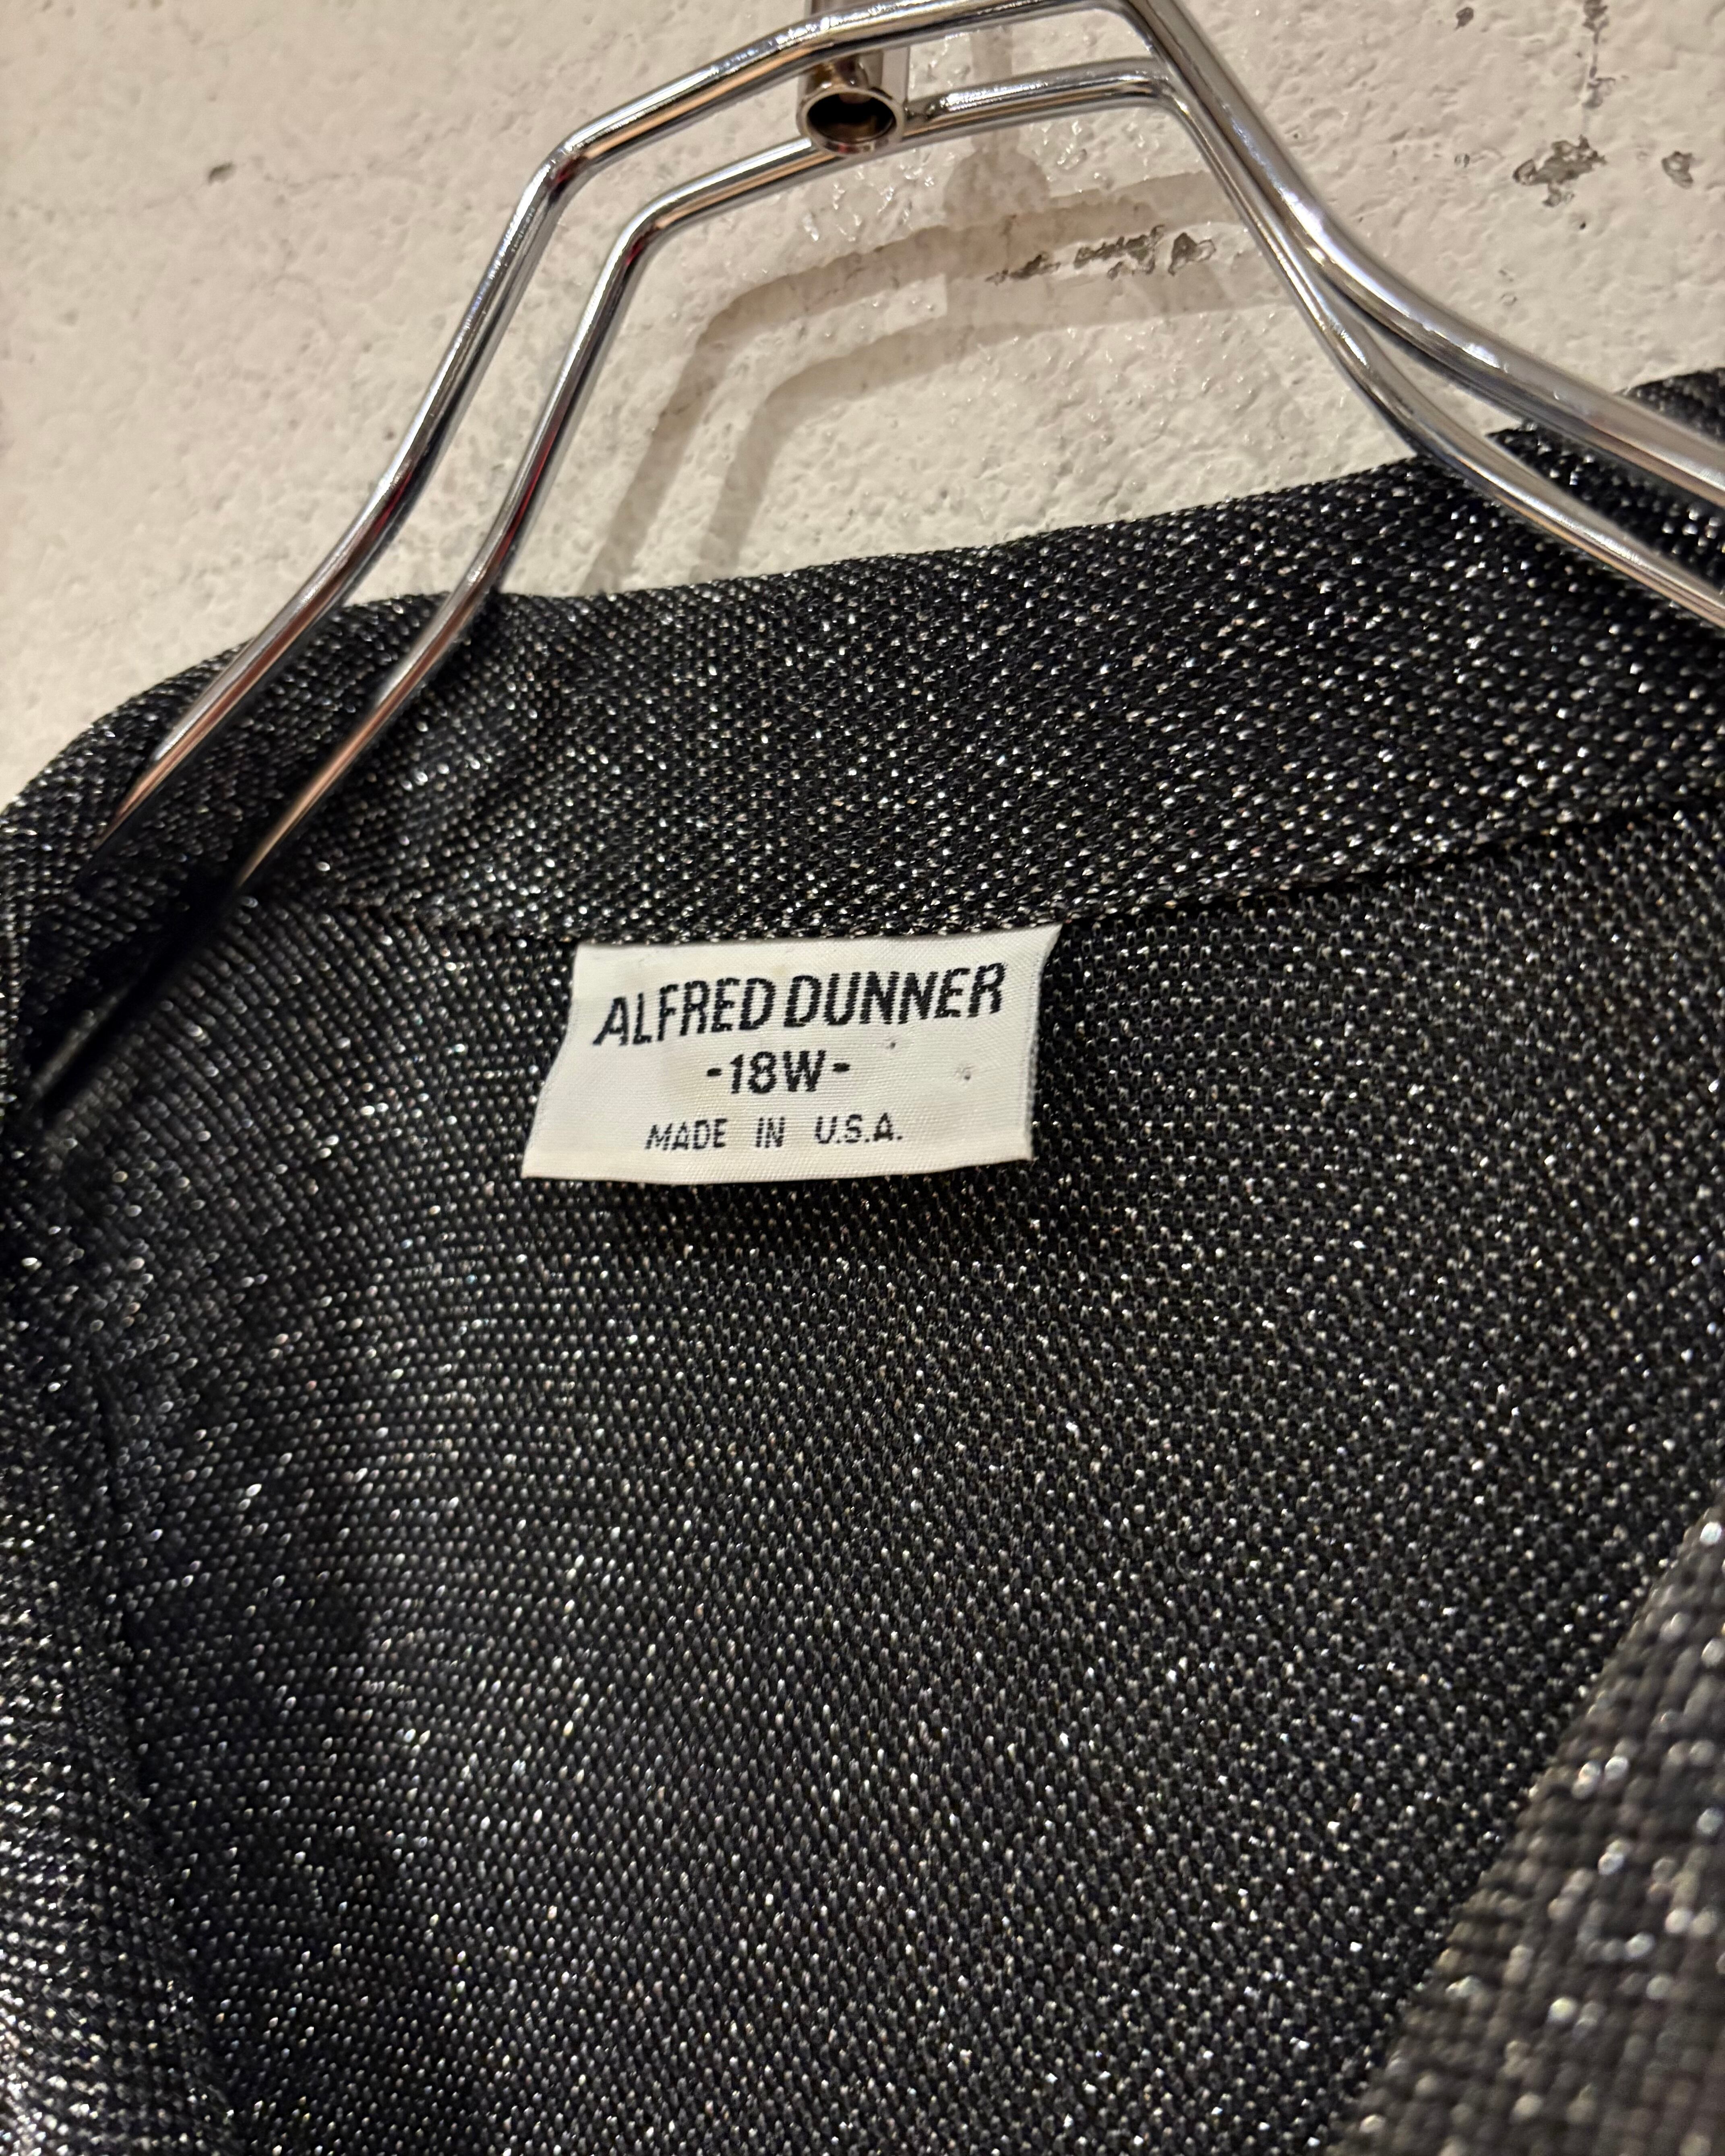 ALFRED DUNNER
-18W-
MADE IN U.S.A.